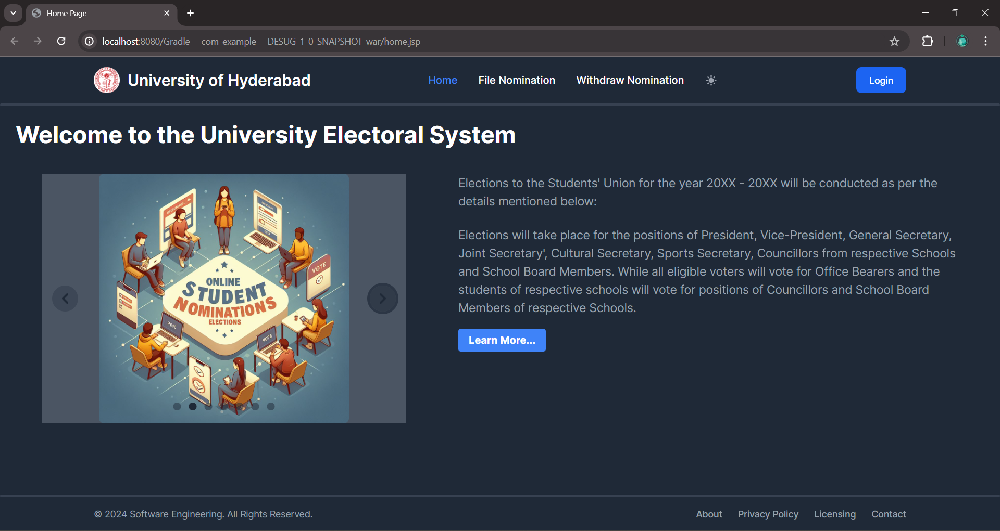 Home Page
localhost:8080/Gradle___com_example___DESUG_1_0_SNAPSHOT_war/home.jsp
University of Hyderabad
Home
File Nomination
Withdraw Nomination
Login
Welcome to the University Electoral System
ONLINE
STUDENT
NOMINATIONS
ELECTIONS
VOTE
VOTE
Elections to the Students' Union for the year 20XX - 20XX will be conducted as per the
details mentioned below:
Elections will take place for the positions of President, Vice-President, General Secretary,
Joint Secretary', Cultural Secretary, Sports Secretary, Councillors from respective Schools
and School Board Members. While all eligible voters will vote for Office Bearers and the
students of respective schools will vote for positions of Councillors and School Board
Members of respective Schools.
Learn More...
© 2024 Software Engineering. All Rights Reserved.
About
Privacy Policy
Licensing
Contact